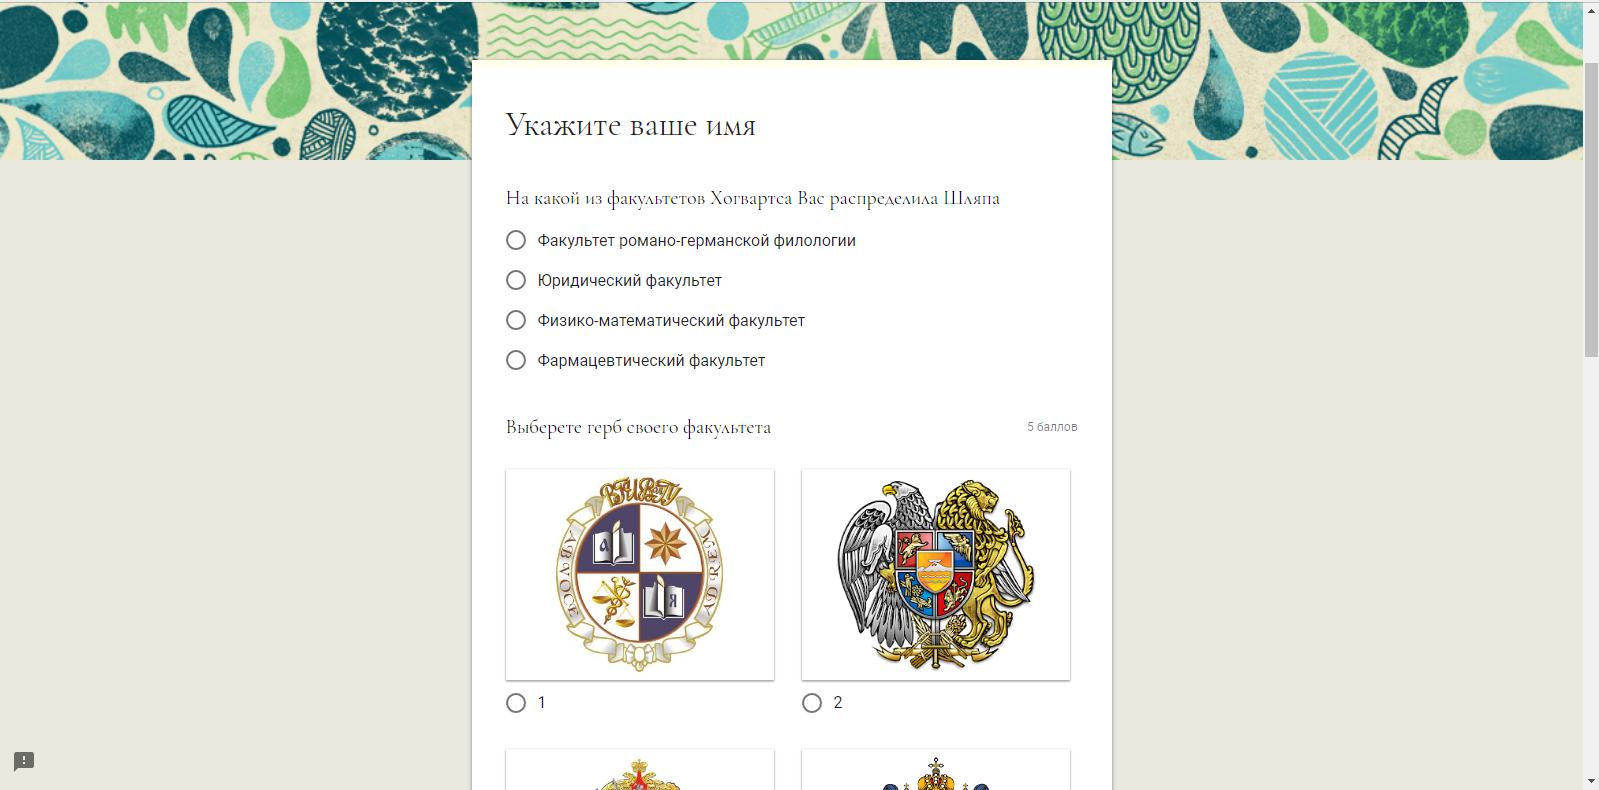 Укажите ваше имя
На какой из факультетов Хогвартса Вас распределила Шляпа
Факультет романо-германской филологии
Юридический факультет
Физико-математический факультет
Фармацевтический факультет
Выберете герб своего факультета
5 баллов
а
Я
1
2